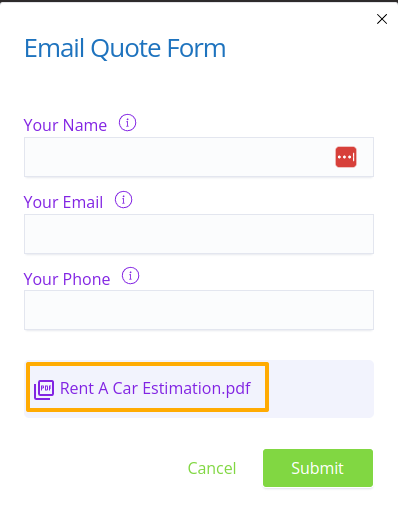 Email Quote Form
Your Name
Your Email
Your Phone
PDF Rent A Car Estimation.pdf
Cancel Submit